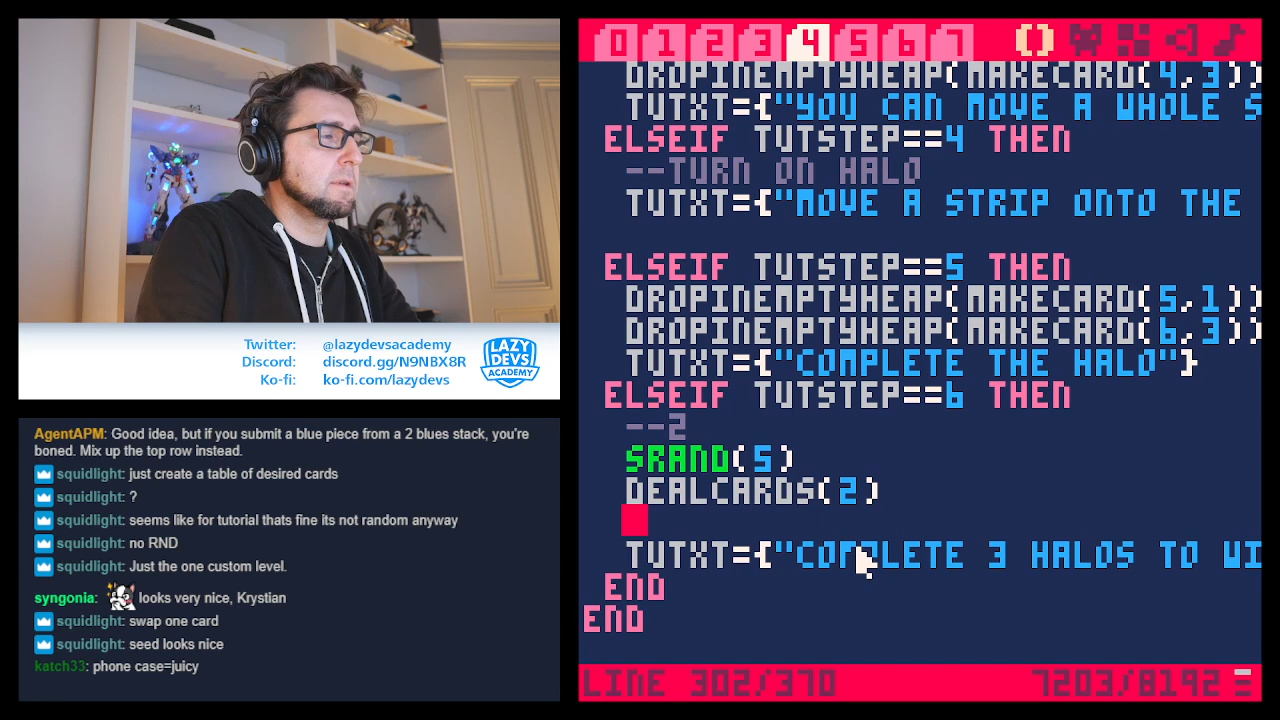 Twitter: @lazydevsacademy
Discord: discord.gg/N9NBX8R
Ko-fi: ko-fi.com/lazydevs
LAZY
DEVS
ACADEMY
AgentAPM: Good idea, but if you submit a blue piece from a 2 blues stack, you're
boned. Mix up the top row instead.
squidlight: just create a table of desired cards
squidlight: ?
squidlight: seems like for tutorial thats fine its not random anyway
squidlight: no RND
squidlight: Just the one custom level.
syngonia: looks very nice, Krystian
squidlight: swap one card
squidlight: seed looks nice
katch33: phone case=juicy
0 1 2 3 4 5 6 7 ()
DROPINEMPTYHEAP(MAKECARD(4,3))
TUTXT={"YOU CAN MOVE A WHOLE S
ELSEIF TUTSTEP==4 THEN
--TURN ON HALO
TUTXT={"MOVE A STRIP ONTO THE
ELSEIF TUTSTEP==5 THEN
DROPINEMPTYHEAP(MAKECARD(5,1))
DROPINEMPTYHEAP(MAKECARD(6,3))
TUTXT={"COMPLETE THE HALO"}
ELSEIF TUTSTEP==6 THEN
--2
SRAND(5)
DEALCARDS(2)
TUTXT={"COMPLETE 3 HALOS TO WI
END
END
LINE 302/370 7203/8192